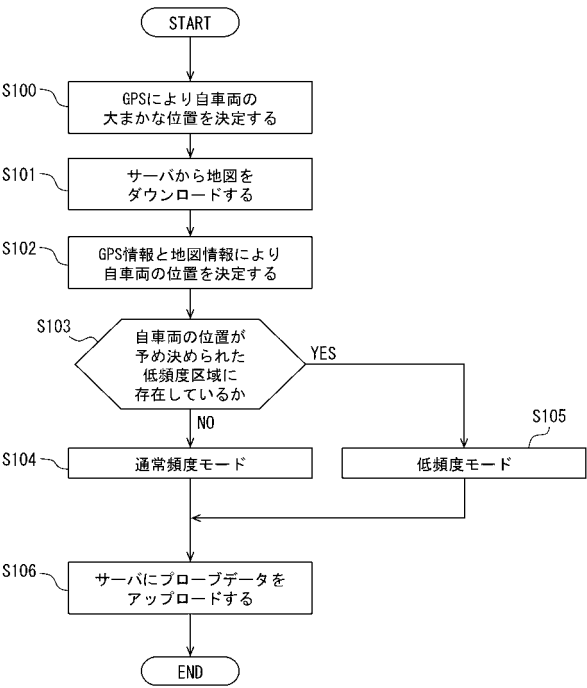 START
S100
GPSにより自車両の
大まかな位置を決定する
S101
サーバから地図を
ダウンロードする
S102
GPS情報と地図情報により
自車両の位置を決定する
S103
自車両の位置が
予め決められた
低頻度区域に
存在しているか
YES
NO
S104
通常頻度モード
S105
低頻度モード
S106
サーバにプローブデータを
アップロードする
END